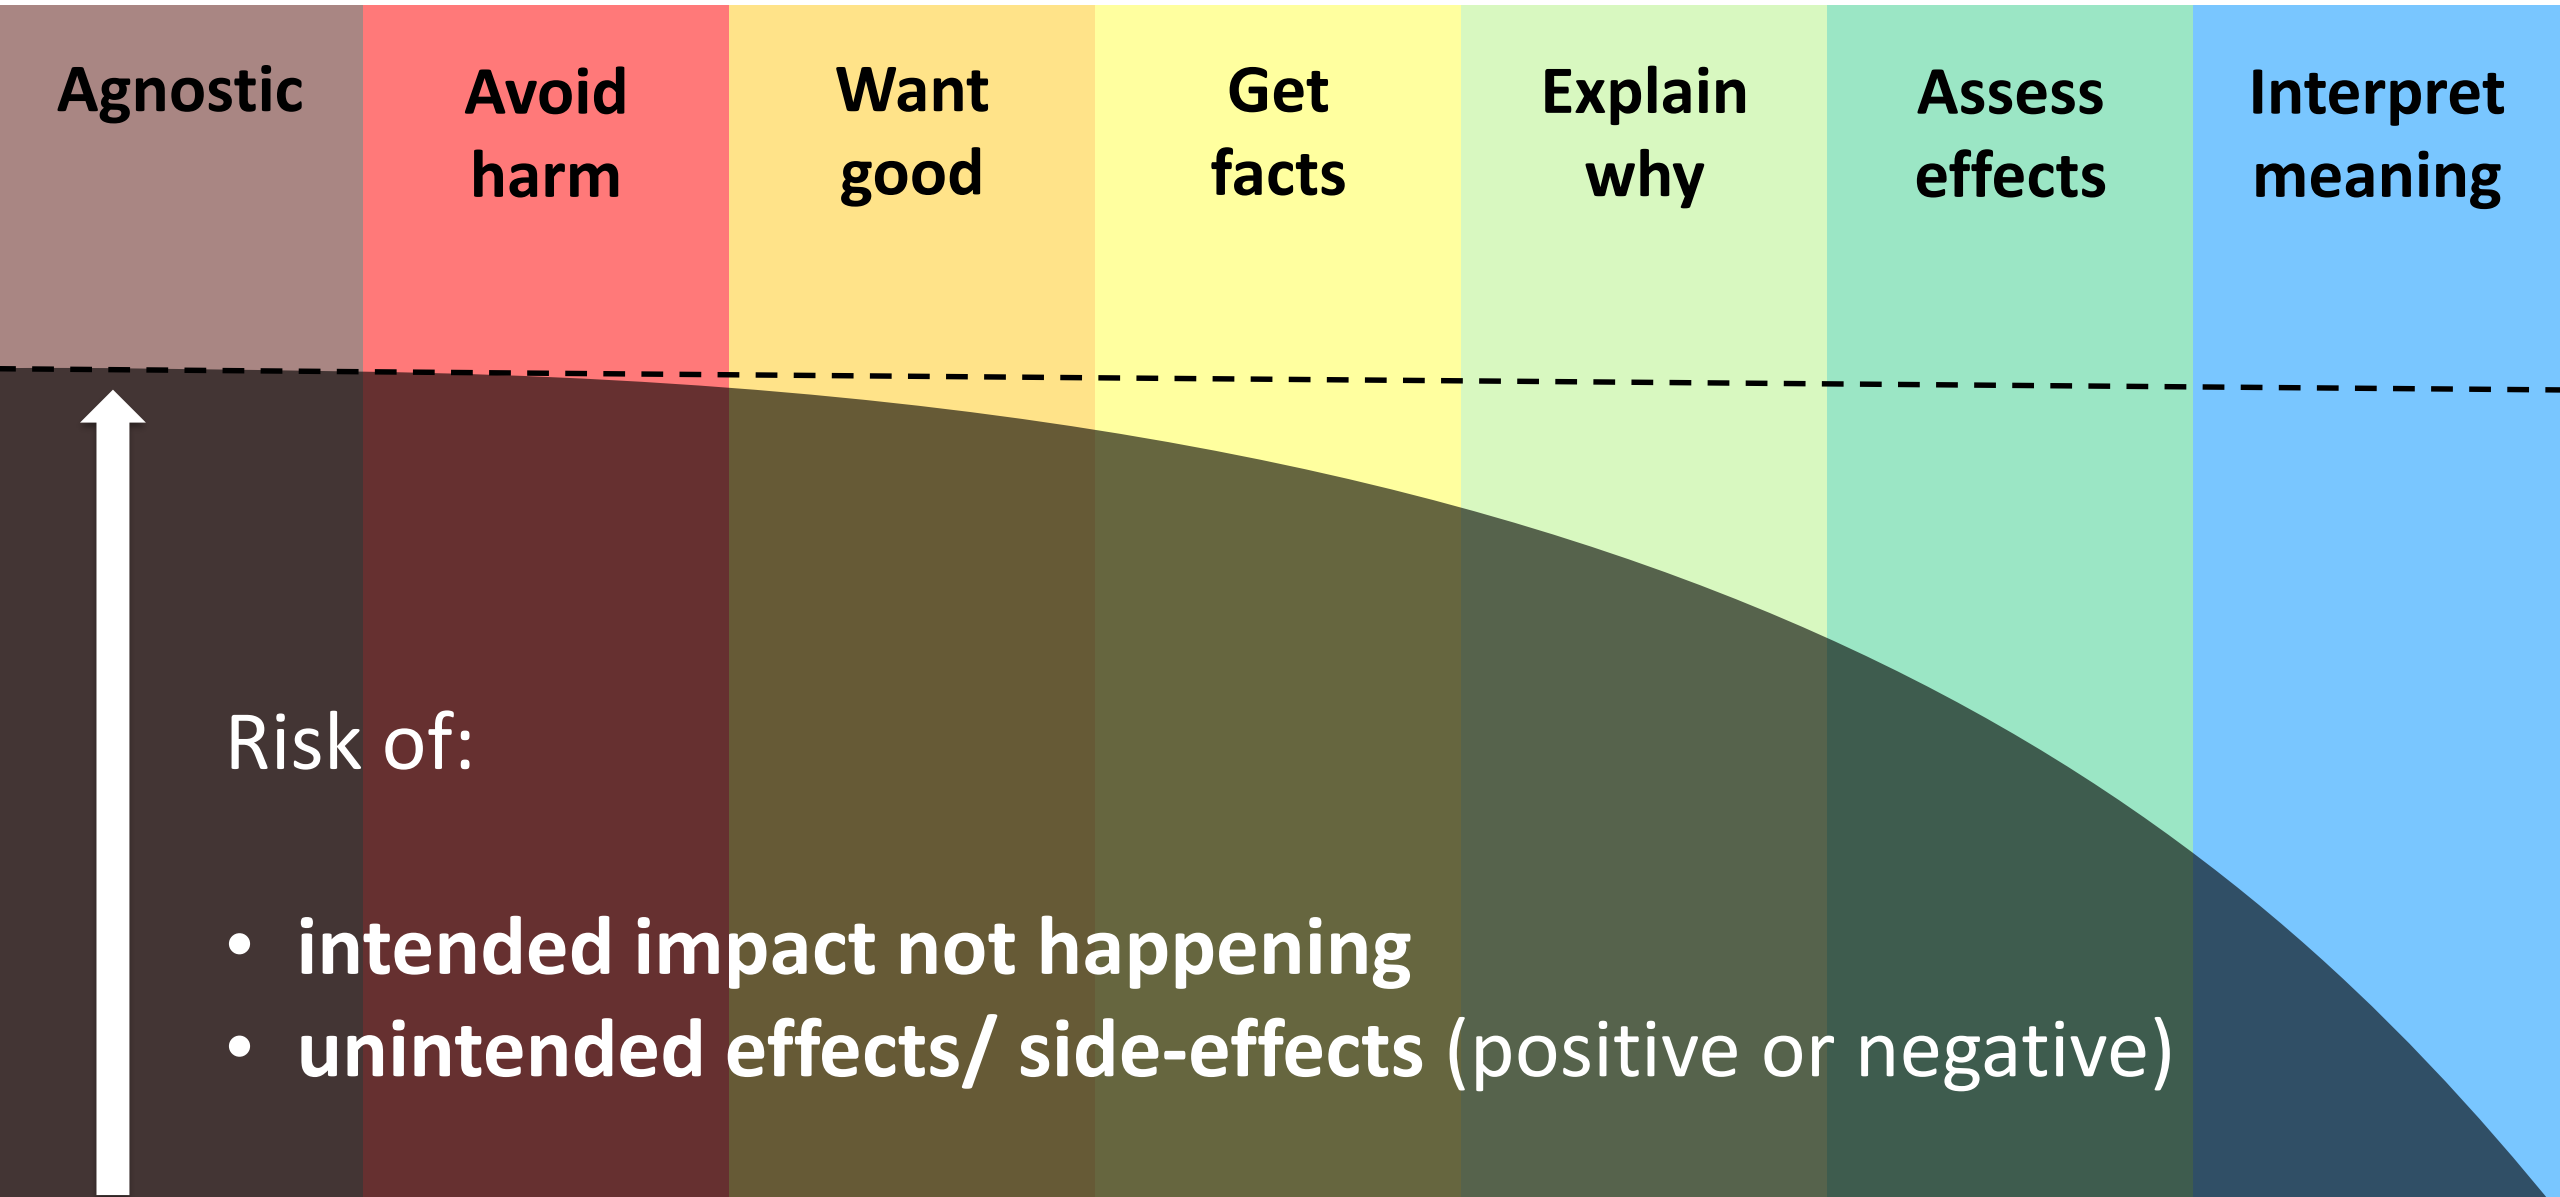 Agnostic
Avoid
harm
Want
good
Get
facts
Explain
why
Assess
effects
Interpret
meaning
Risk of:
• intended impact not happening
• unintended effects/ side-effects (positive or negative)